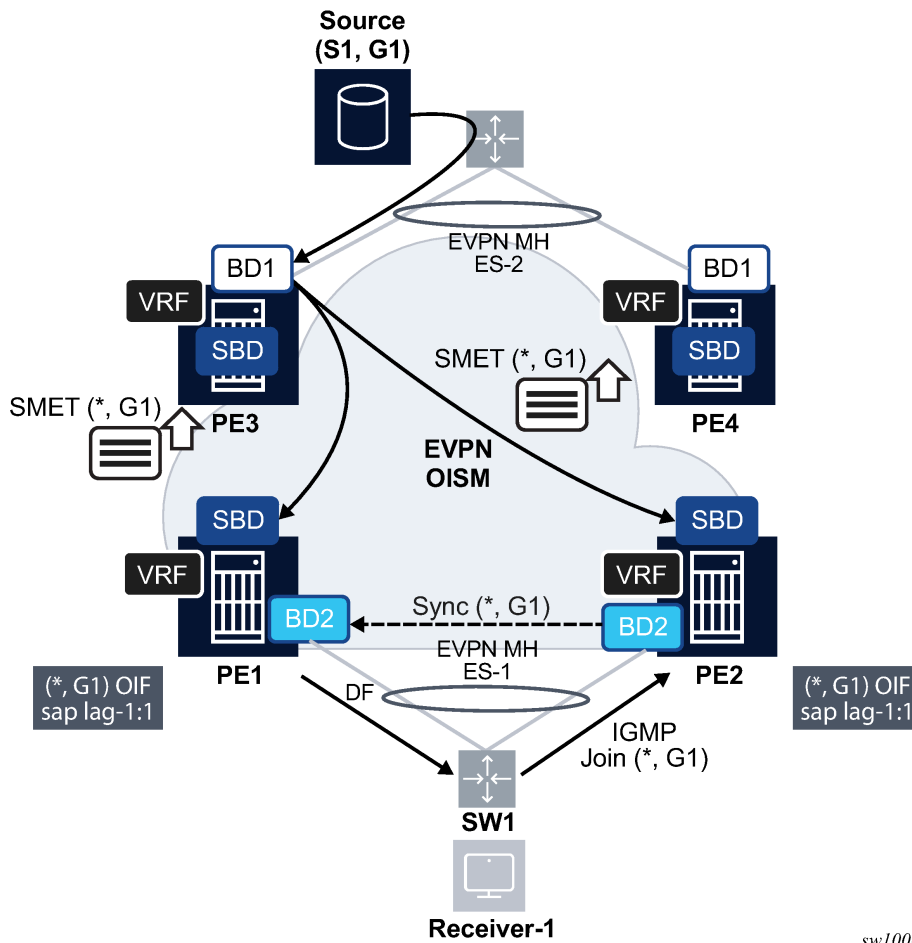 Source
(S1, G1)
EVPN MH
ES-2
BD1
BD1
VRF
VRF
SBD
SBD
SMET (*, G1)
SMET (*, G1)
PE3
PE4
EVPN
OISM
SBD
SBD
VRF
VRF
Sync (*, G1)
BD2
BD2
EVPN MH
ES-1
PE1
PE2
(*, G1) OIF
sap lag-1:1
DF
(*, G1) OIF
sap lag-1:1
IGMP
Join (*, G1)
SW1
Receiver-1
sw100